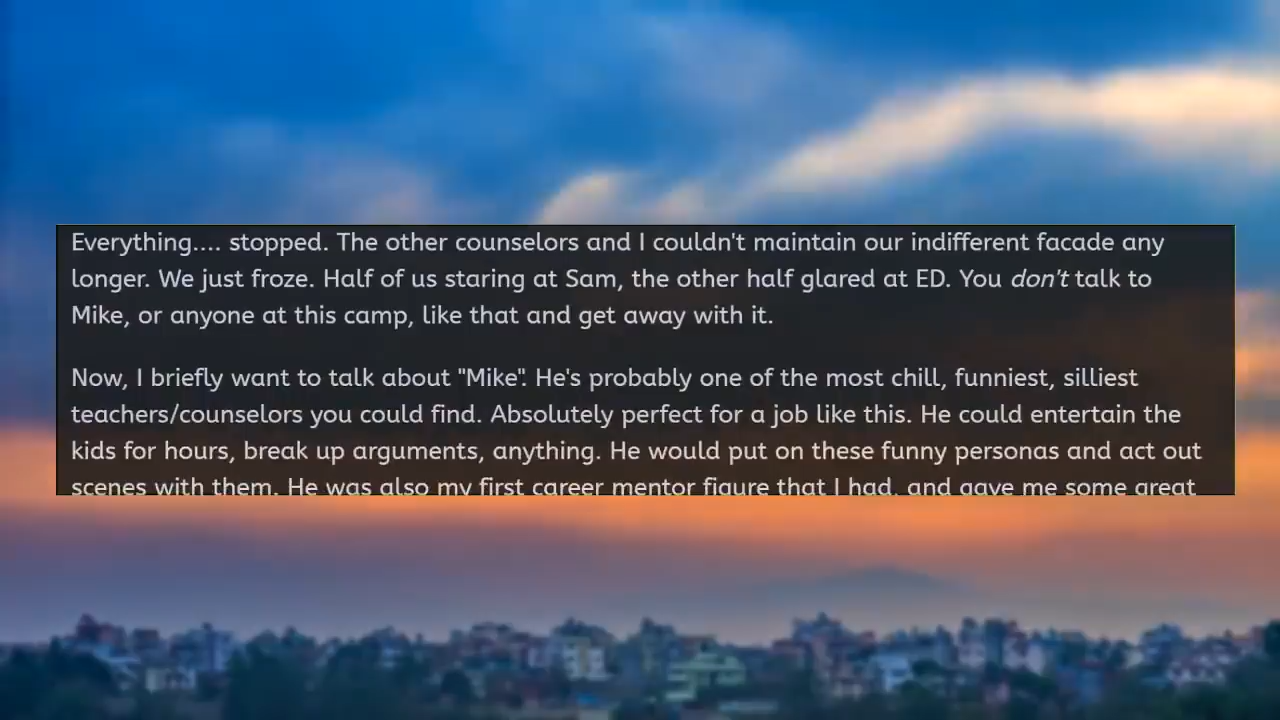 Everything.... stopped. The other counselors and I couldn't maintain our indifferent facade any
longer. We just froze. Half of us staring at Sam, the other half glared at ED. You don't talk to
Mike, or anyone at this camp, like that and get away with it.
Now, I briefly want to talk about "Mike". He's probably one of the most chill, funniest, silliest
teachers/counselors you could find. Absolutely perfect for a job like this. He could entertain the
kids for hours, break up arguments, anything. He would put on these funny personas and act out
scenes with them. He was also my first career mentor figure that I had, and gave me some great